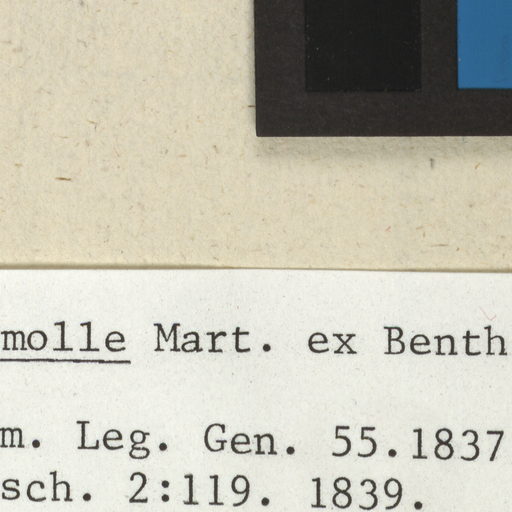 molle Mart. ex Benth
m. Leg. Gen. 55.1837
sch. 2:119. 1839.